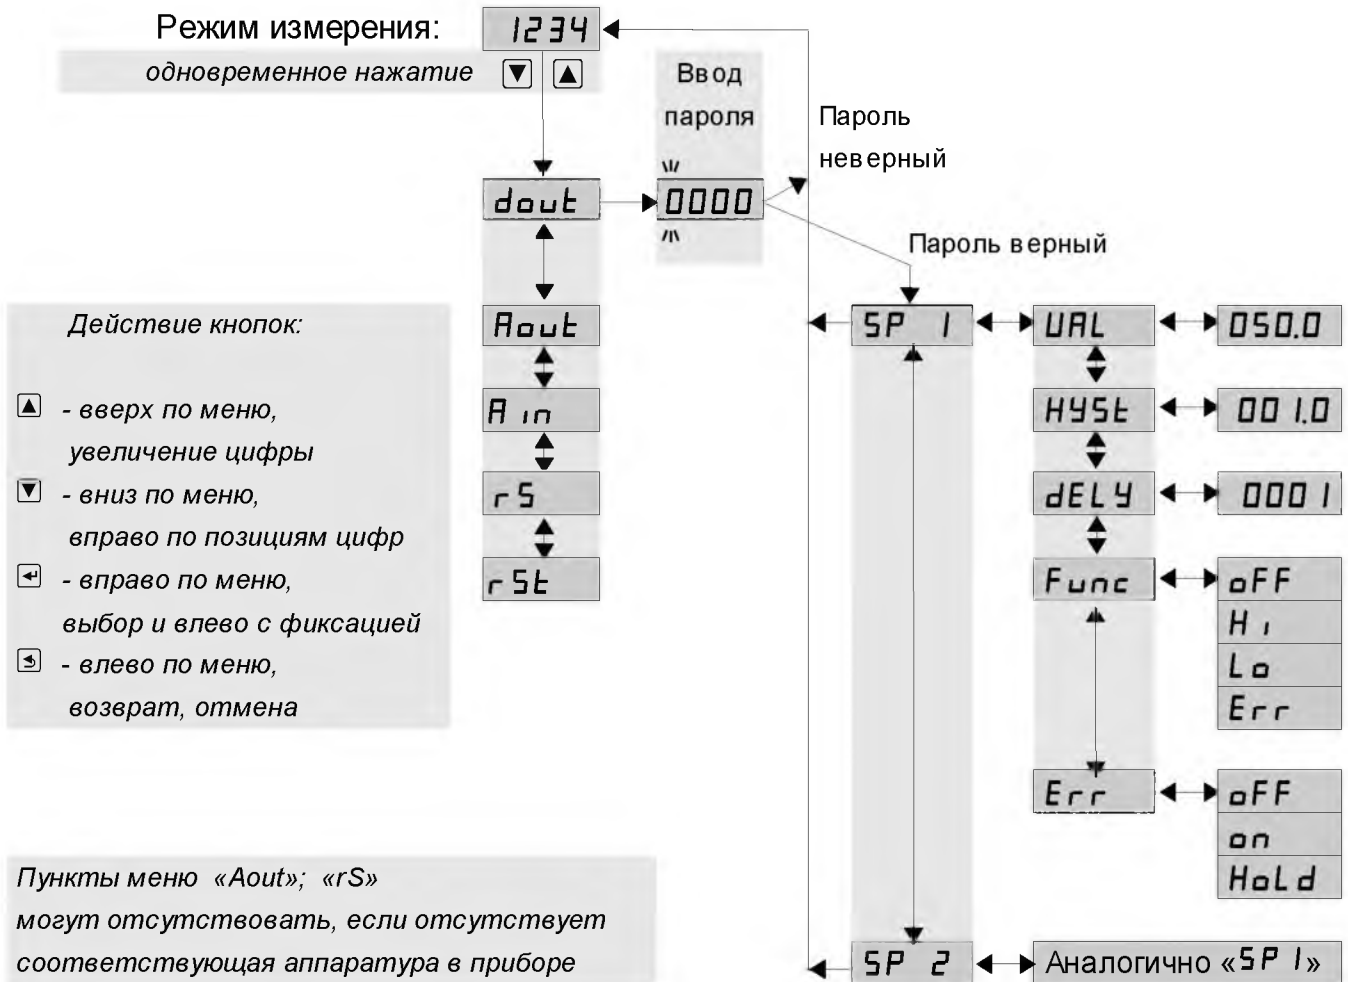 Режим измерения: 1234
одновременное нажатие
Ввод
пароля
Пароль
неверный
dout
0000
Пароль верный
Действие кнопок:
- вверх по меню,
увеличение цифры
- вниз по меню,
вправо по позициям цифр
- вправо по меню,
выбор и влево с фиксацией
- влево по меню,
возврат, отмена
Aout
A in
rS
rSt
SP 1
UAL
050.0
HYSt
001.0
dELY
0001
Func
oFF
Hi
Lo
Err
Err
oFF
on
HoLd
SP 2
Аналогично «SP 1»
Пункты меню «Aout»; «rS»
могут отсутствовать, если отсутствует
соответствующая аппаратура в приборе